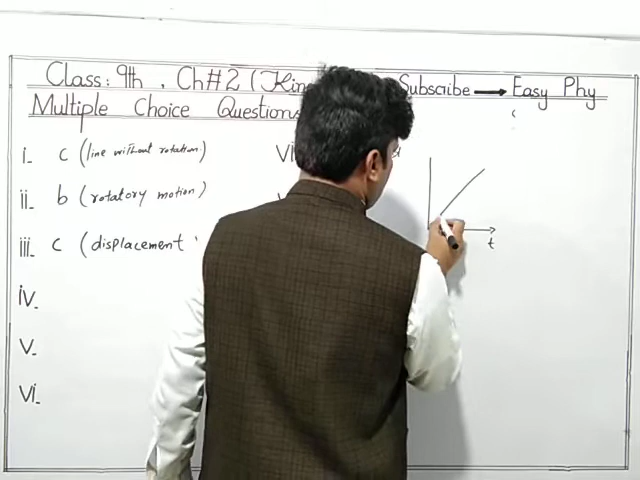 Class: 9th , Ch#2 (Kin Subscribe → Easy Phy
Multiple Choice Questions
i- c (line without rotation)
ii- b (rotatory motion)
iii- c (displacement
iv-
v-
vi-
t